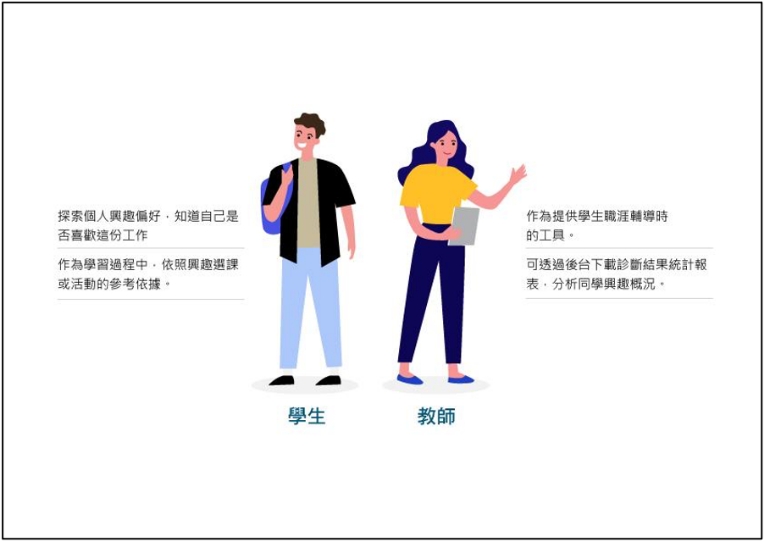 探索個人興趣偏好，知道自己是
否喜歡這份工作
作為學習過程中，依照興趣選課
或活動的參考依據。
作為提供學生職涯輔導時
的工具。
可透過後台下載診斷結果統計報
表，分析同學興趣概況。
學生
教師